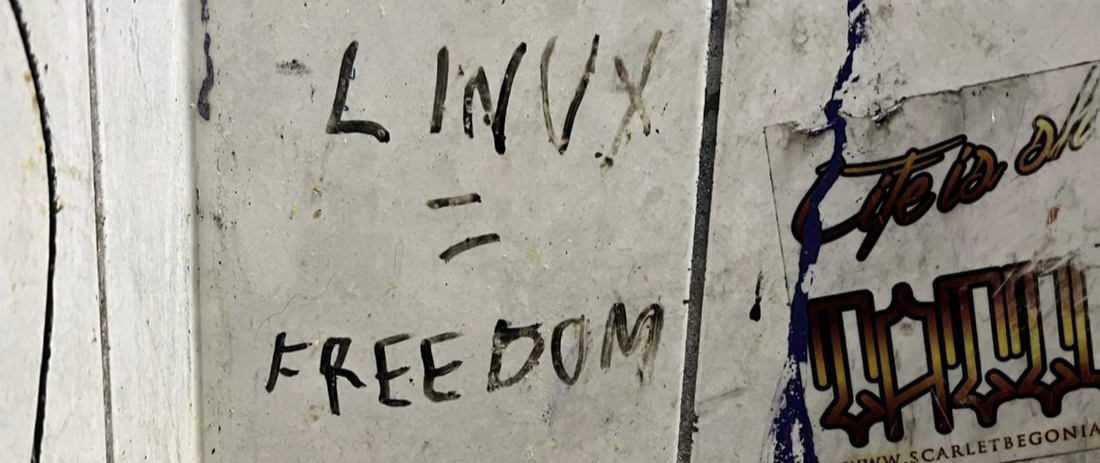 LINUX
=
FREEDOM
Life is
WWW.SCARLETBEGONIA